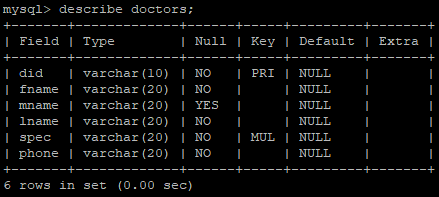 mysql> describe doctors;
+-------+-------------+------+-----+---------+-------+
| Field | Type        | Null | Key | Default | Extra |
+-------+-------------+------+-----+---------+-------+
| did   | varchar(10) | NO   | PRI | NULL    |       |
| fname | varchar(20) | NO   |     | NULL    |       |
| mname | varchar(20) | YES  |     | NULL    |       |
| lname | varchar(20) | NO   |     | NULL    |       |
| spec  | varchar(20) | NO   | MUL | NULL    |       |
| phone | varchar(20) | NO   |     | NULL    |       |
+-------+-------------+------+-----+---------+-------+
6 rows in set (0.00 sec)